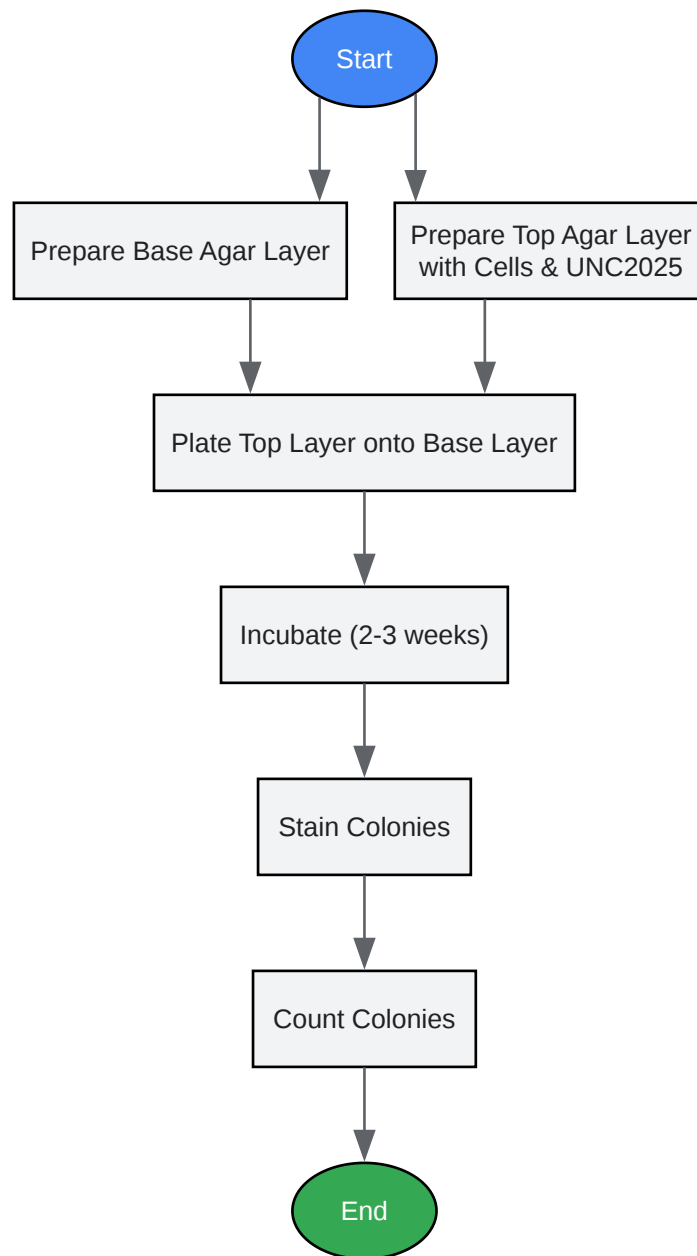 Start
Prepare Base Agar Layer
Prepare Top Agar Layer
with Cells & UNC2025
Plate Top Layer onto Base Layer
Incubate (2-3 weeks)
Stain Colonies
Count Colonies
End